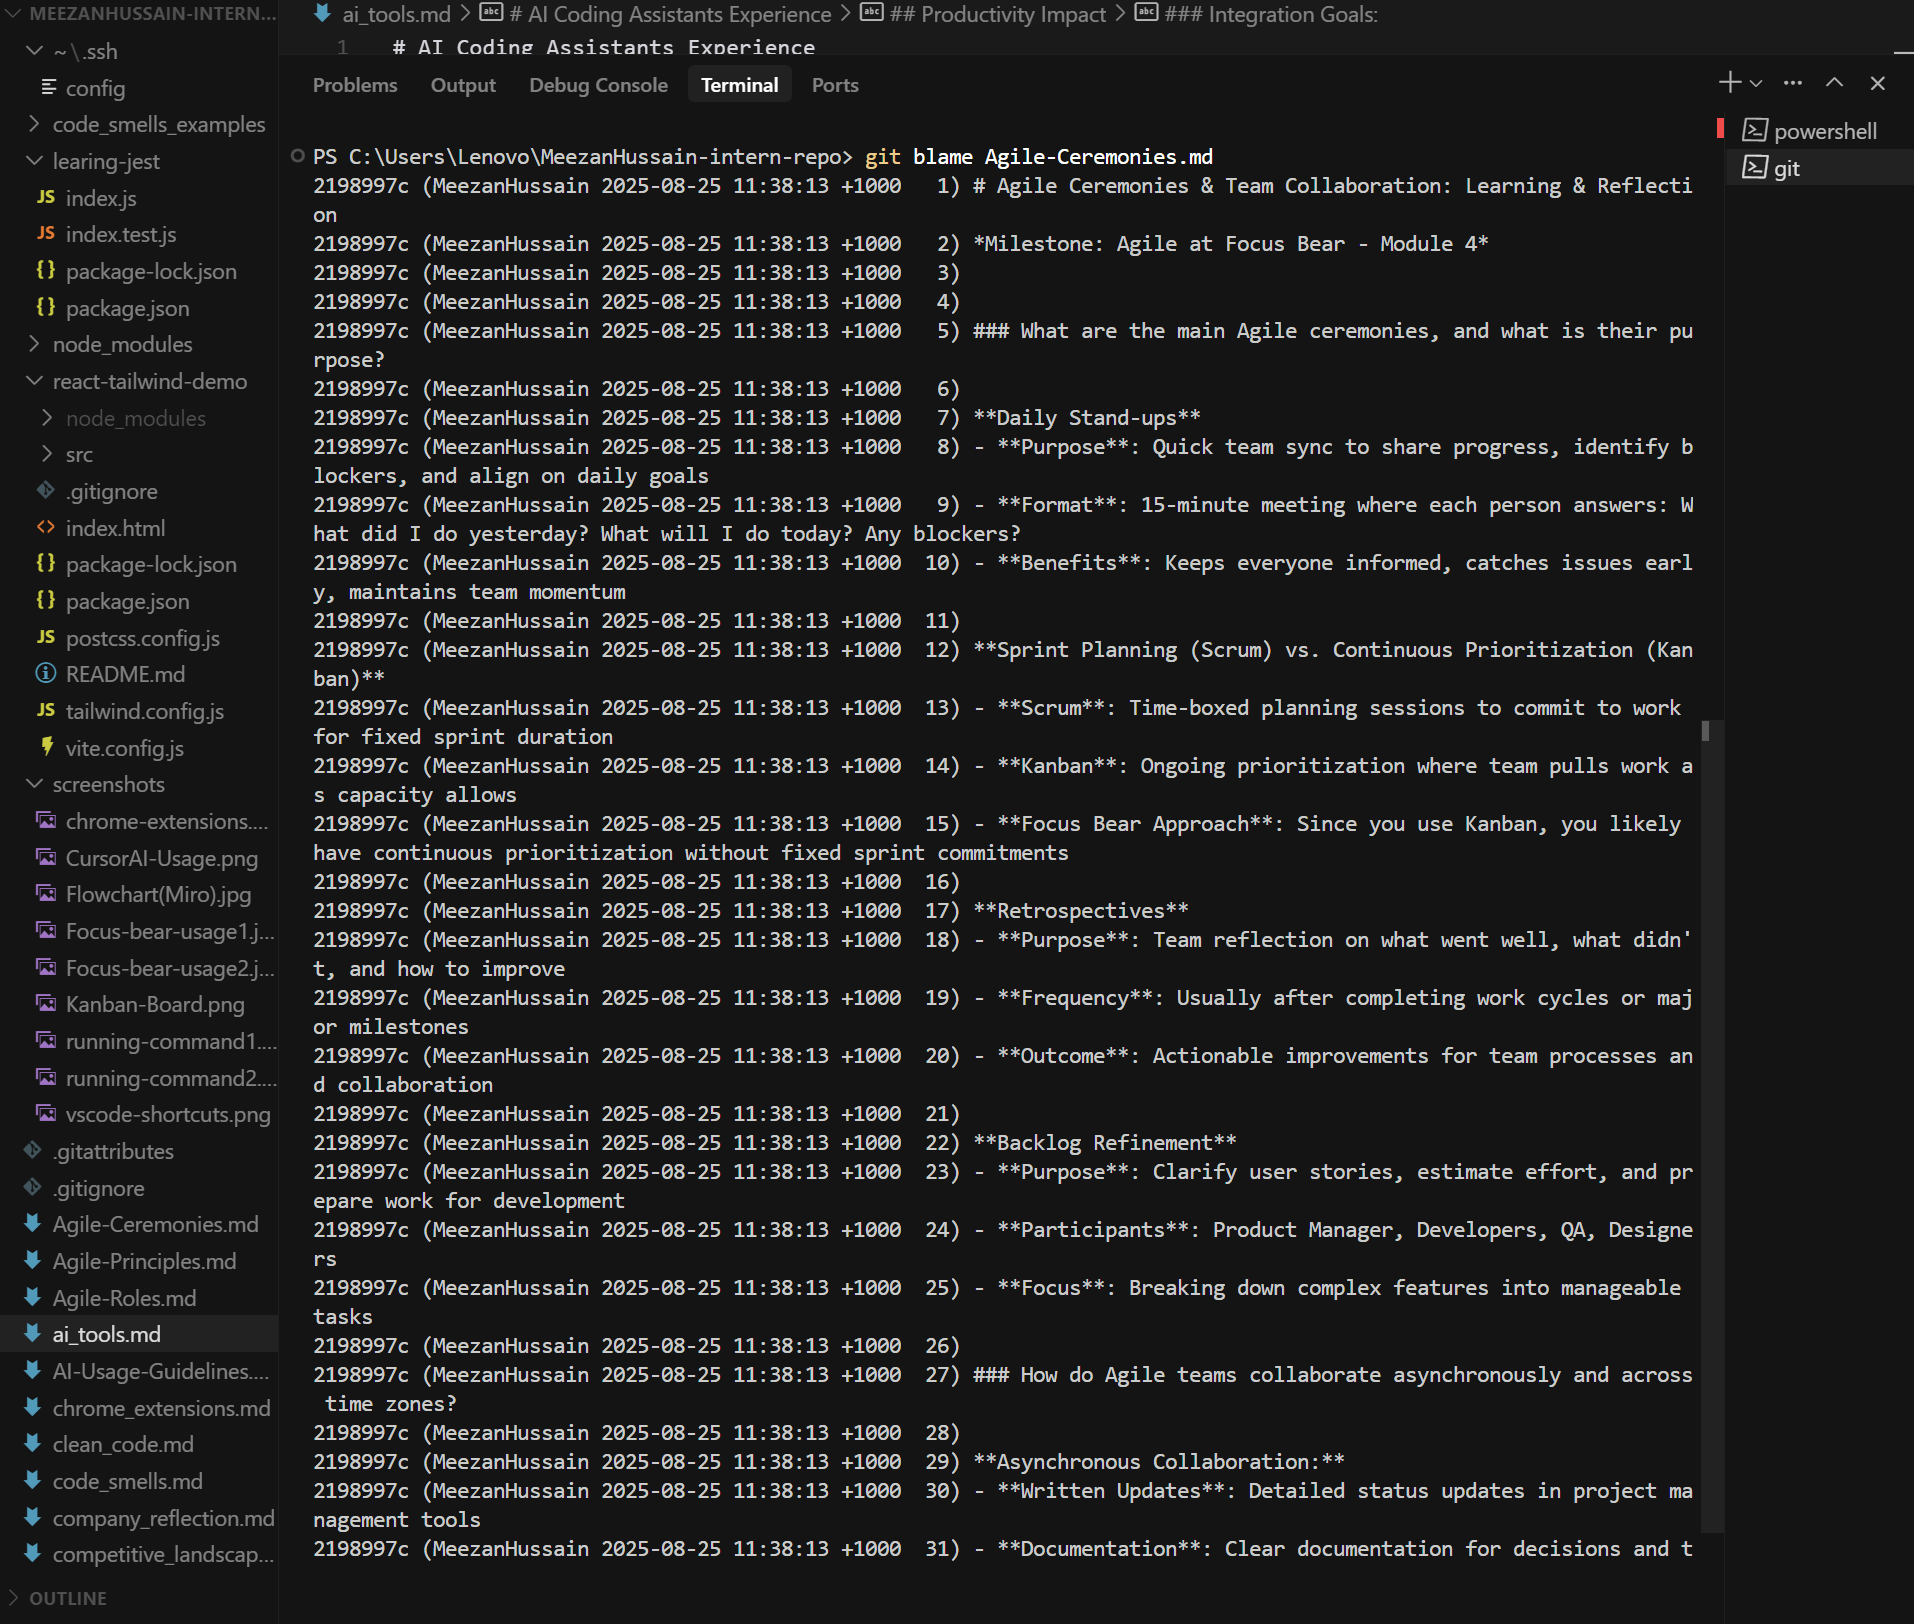 MEEZANHUSSAIN-INTERN...
~\.ssh
config
code_smells_examples
learing-jest
JS index.js
JS index.test.js
{} package-lock.json
{} package.json
node_modules
react-tailwind-demo
node_modules
src
.gitignore
<> index.html
{} package-lock.json
{} package.json
JS postcss.config.js
README.md
JS tailwind.config.js
vite.config.js
screenshots
chrome-extensions....
CursorAI-Usage.png
Flowchart(Miro).jpg
Focus-bear-usage1.j...
Focus-bear-usage2.j...
Kanban-Board.png
running-command1....
running-command2....
vscode-shortcuts.png
.gitattributes
.gitignore
Agile-Ceremonies.md
Agile-Principles.md
Agile-Roles.md
ai_tools.md
AI-Usage-Guidelines....
chrome_extensions.md
clean_code.md
code_smells.md
company_reflection.md
competitive_landscap...
OUTLINE
ai_tools.md > abc # AI Coding Assistants Experience > abc ## Productivity Impact > abc ### Integration Goals:
1 # AI Coding Assistants Experience
Problems Output Debug Console Terminal Ports
PS C:\Users\Lenovo\MeezanHussain-intern-repo> git blame Agile-Ceremonies.md
2198997c (MeezanHussain 2025-08-25 11:38:13 +1000   1) # Agile Ceremonies & Team Collaboration: Learning & Reflecti
on
2198997c (MeezanHussain 2025-08-25 11:38:13 +1000   2) *Milestone: Agile at Focus Bear - Module 4*
2198997c (MeezanHussain 2025-08-25 11:38:13 +1000   3)
2198997c (MeezanHussain 2025-08-25 11:38:13 +1000   4)
2198997c (MeezanHussain 2025-08-25 11:38:13 +1000   5) ### What are the main Agile ceremonies, and what is their pu
rpose?
2198997c (MeezanHussain 2025-08-25 11:38:13 +1000   6)
2198997c (MeezanHussain 2025-08-25 11:38:13 +1000   7) **Daily Stand-ups**
2198997c (MeezanHussain 2025-08-25 11:38:13 +1000   8) - **Purpose**: Quick team sync to share progress, identify b
lockers, and align on daily goals
2198997c (MeezanHussain 2025-08-25 11:38:13 +1000   9) - **Format**: 15-minute meeting where each person answers: W
hat did I do yesterday? What will I do today? Any blockers?
2198997c (MeezanHussain 2025-08-25 11:38:13 +1000  10) - **Benefits**: Keeps everyone informed, catches issues earl
y, maintains team momentum
2198997c (MeezanHussain 2025-08-25 11:38:13 +1000  11)
2198997c (MeezanHussain 2025-08-25 11:38:13 +1000  12) **Sprint Planning (Scrum) vs. Continuous Prioritization (Kan
ban)**
2198997c (MeezanHussain 2025-08-25 11:38:13 +1000  13) - **Scrum**: Time-boxed planning sessions to commit to work
for fixed sprint duration
2198997c (MeezanHussain 2025-08-25 11:38:13 +1000  14) - **Kanban**: Ongoing prioritization where team pulls work a
s capacity allows
2198997c (MeezanHussain 2025-08-25 11:38:13 +1000  15) - **Focus Bear Approach**: Since you use Kanban, you likely
have continuous prioritization without fixed sprint commitments
2198997c (MeezanHussain 2025-08-25 11:38:13 +1000  16)
2198997c (MeezanHussain 2025-08-25 11:38:13 +1000  17) **Retrospectives**
2198997c (MeezanHussain 2025-08-25 11:38:13 +1000  18) - **Purpose**: Team reflection on what went well, what didn'
t, and how to improve
2198997c (MeezanHussain 2025-08-25 11:38:13 +1000  19) - **Frequency**: Usually after completing work cycles or maj
or milestones
2198997c (MeezanHussain 2025-08-25 11:38:13 +1000  20) - **Outcome**: Actionable improvements for team processes an
d collaboration
2198997c (MeezanHussain 2025-08-25 11:38:13 +1000  21)
2198997c (MeezanHussain 2025-08-25 11:38:13 +1000  22) **Backlog Refinement**
2198997c (MeezanHussain 2025-08-25 11:38:13 +1000  23) - **Purpose**: Clarify user stories, estimate effort, and pr
epare work for development
2198997c (MeezanHussain 2025-08-25 11:38:13 +1000  24) - **Participants**: Product Manager, Developers, QA, Designe
rs
2198997c (MeezanHussain 2025-08-25 11:38:13 +1000  25) - **Focus**: Breaking down complex features into manageable
tasks
2198997c (MeezanHussain 2025-08-25 11:38:13 +1000  26)
2198997c (MeezanHussain 2025-08-25 11:38:13 +1000  27) ### How do Agile teams collaborate asynchronously and across
time zones?
2198997c (MeezanHussain 2025-08-25 11:38:13 +1000  28)
2198997c (MeezanHussain 2025-08-25 11:38:13 +1000  29) **Asynchronous Collaboration:**
2198997c (MeezanHussain 2025-08-25 11:38:13 +1000  30) - **Written Updates**: Detailed status updates in project ma
nagement tools
2198997c (MeezanHussain 2025-08-25 11:38:13 +1000  31) - **Documentation**: Clear documentation for decisions and t
powershell
git